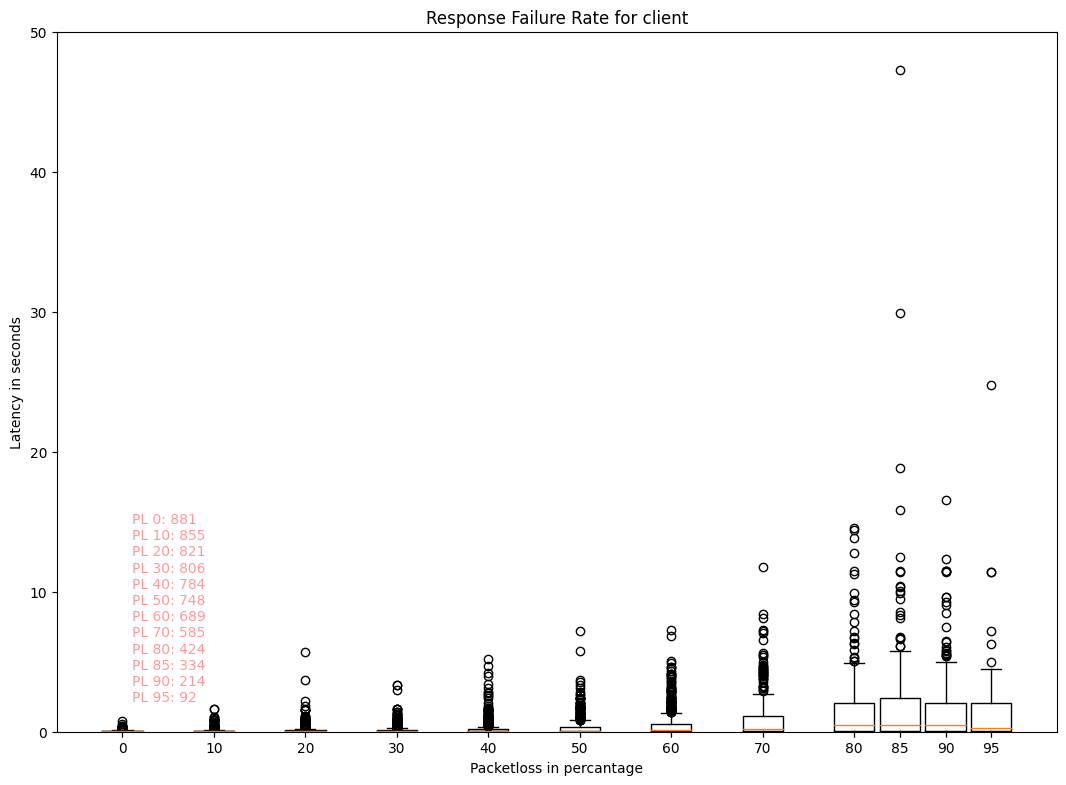 Response Failure Rate for client
50
40
30
20
10
0
Latency in seconds
PL 0: 881
PL 10: 855
PL 20: 821
PL 30: 806
PL 40: 784
PL 50: 748
PL 60: 689
PL 70: 585
PL 80: 424
PL 85: 334
PL 90: 214
PL 95: 92
0 10 20 30 40 50 60 70 80 85 90 95
Packetloss in percantage